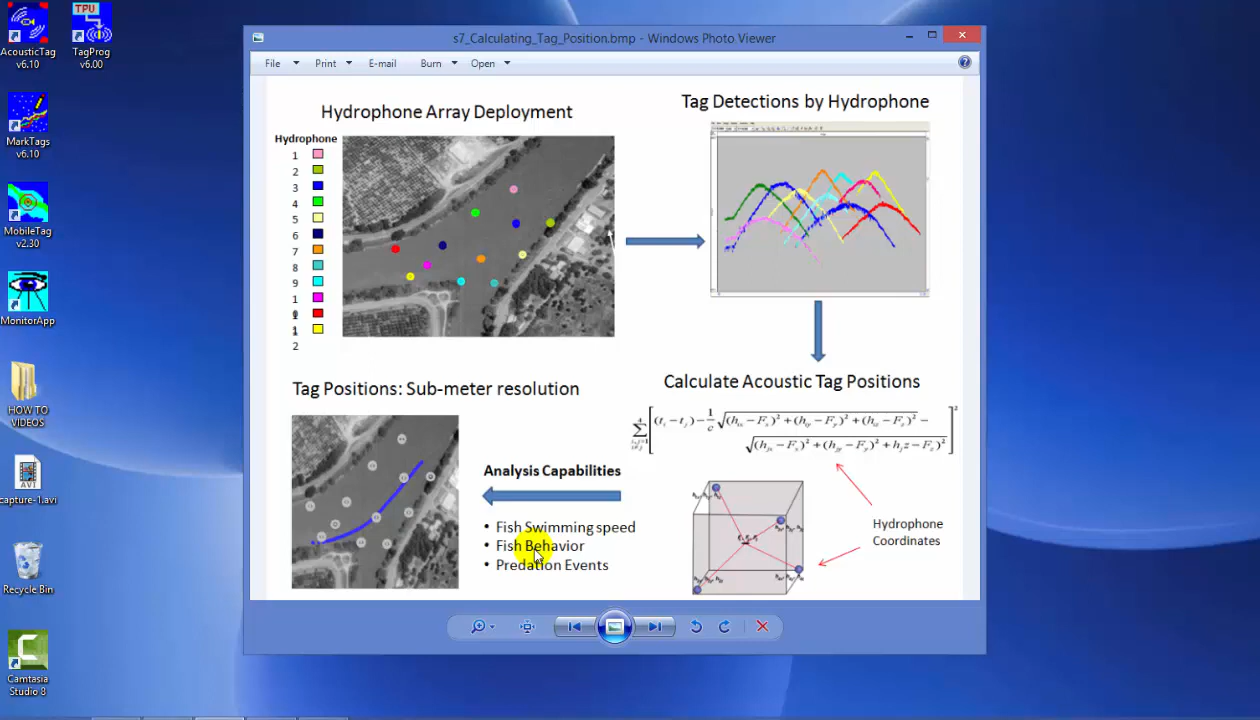 AcousticTag
v6.10
TPU
TagProg
v6.00
MarkTags
v6.10
MobileTag
v2.30
MonitorApp
HOW TO
VIDEOS
AVI
capture-1.avi
Recycle Bin
Camtasia
Studio 8
s7_Calculating_Tag_Position.bmp - Windows Photo Viewer
File Print E-mail Burn Open
Hydrophone Array Deployment
Hydrophone
1
2
3
4
5
6
7
8
9
1
1
2
Tag Detections by Hydrophone
Calculate Acoustic Tag Positions
Hydrophone
Coordinates
Tag Positions: Sub-meter resolution
Analysis Capabilities
• Fish Swimming speed
• Fish Behavior
• Predation Events